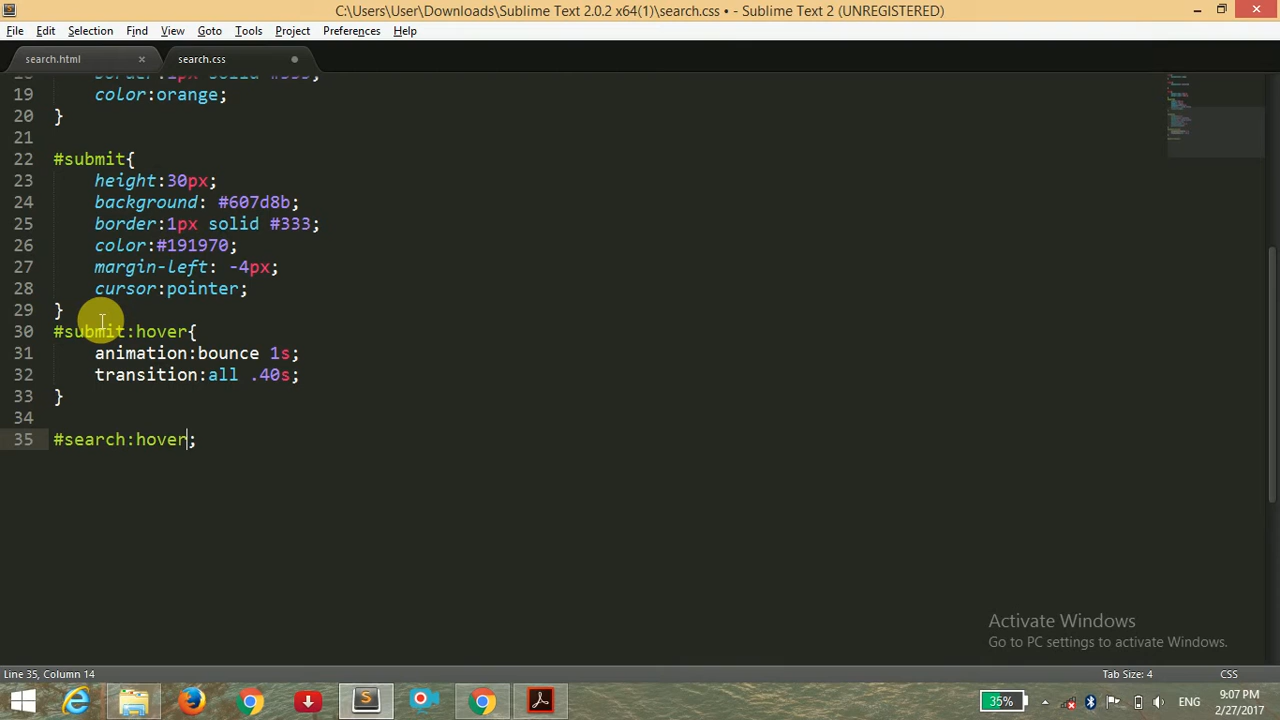 C:\Users\User\Downloads\Sublime Text 2.0.2 x64(1)\search.css • - Sublime Text 2 (UNREGISTERED)
File Edit Selection Find View Goto Tools Project Preferences Help
search.html search.css
18 border:1px solid #333;
19 color:orange;
20 }
21
22 #submit{
23 height:30px;
24 background: #607d8b;
25 border:1px solid #333;
26 color:#191970;
27 margin-left: -4px;
28 cursor:pointer;
29 }
30 #submit:hover{
31 animation:bounce 1s;
32 transition:all .40s;
33 }
34
35 #search:hover;
Activate Windows
Go to PC settings to activate Windows.
Line 35, Column 14 Tab Size: 4 CSS
35% ENG 9:07 PM
2/27/2017